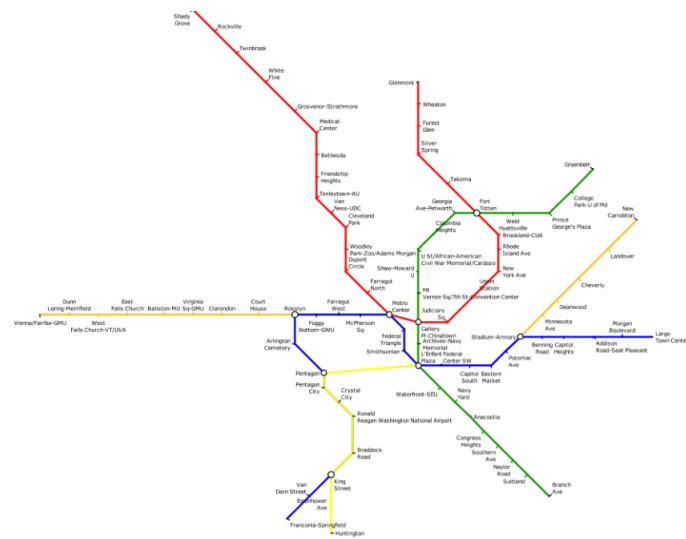 Shady
Grove
Rockville
Twinbrook
White
Flint
Grosvenor-Strathmore
Medical
Center
Bethesda
Friendship
Heights
Tenleytown-AU
Van
Ness-UDC
Cleveland
Park
Woodley
Park-Zoo/Adams Morgan
Dupont
Circle
Farragut
North
Metro
Center
Glenmont
Wheaton
Forest
Glen
Silver
Spring
Takoma
Fort
Totten
Georgia
Ave-Petworth
Columbia
Heights
West
Hyattsville
Brookland-CUA
Rhode
Island Ave
New
York Ave
Union
Station
Judiciary
Sq
Greenbelt
College
Park-U of Md
Prince
George's Plaza
New
Carrollton
Landover
Cheverly
Deanwood
Minnesota
Ave
U St/African-American
Civil War Memorial/Cardozo
Shaw-Howard
U
Mt
Vernon Sq/7th St-Convention Center
Gallery
Pl-Chinatown
Archives-Navy
Memorial
L'Enfant
Plaza
Federal
Center SW
Capitol
South
Eastern
Market
Potomac
Ave
Stadium-Armory
Benning
Road
Capitol
Heights
Addison
Road-Seat Pleasant
Morgan
Boulevard
Largo
Town Cente
Vienna/Fairfax-GMU
Dunn
Loring-Merrifield
West
Falls Church-VT/UVA
East
Falls Church
Ballston-MU
Virginia
Sq-GMU
Clarendon
Court
House
Rosslyn
Foggy
Bottom-GWU
Farragut
West
McPherson
Sq
Federal
Triangle
Smithsonian
Arlington
Cemetery
Pentagon
Pentagon
City
Crystal
City
Ronald
Reagan Washington National Airport
Braddock
Road
King
Street
Van
Dorn Street
Eisenhower
Ave
Franconia-Springfield
Huntington
Waterfront-SEU
Navy
Yard
Anacostia
Congress
Heights
Southern
Ave
Naylor
Road
Suitland
Branch
Ave